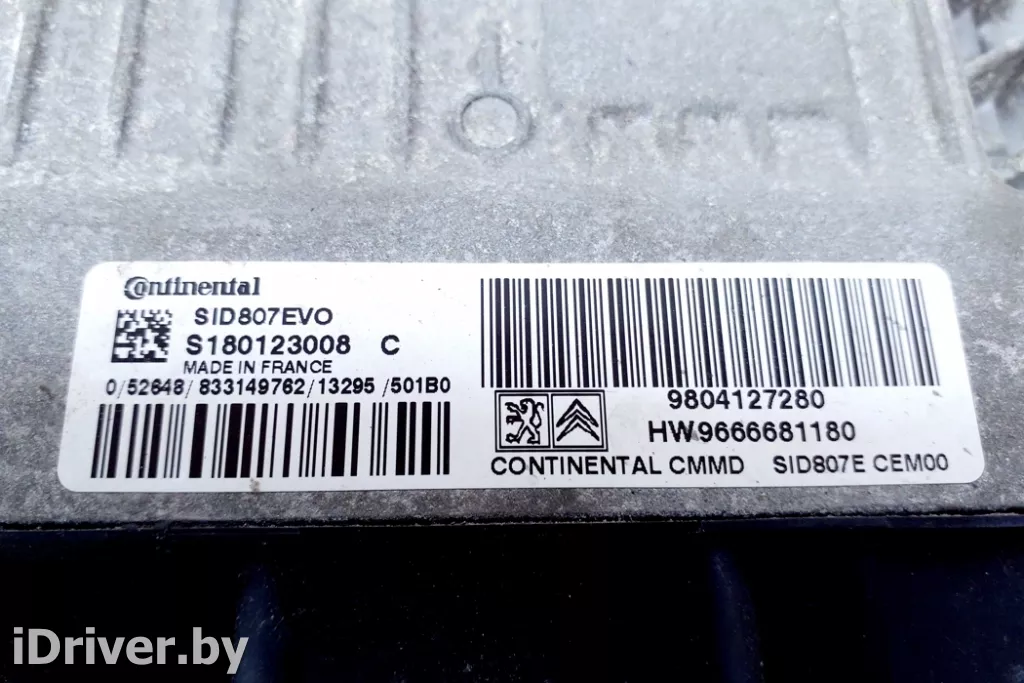 Continental
SID807EVO
S180123008 C
MADE IN FRANCE
0/52648/833149762/13295/501B0
9804127280
HW9666681180
CONTINENTAL CMMD SID807E CEM00
iDriver.by